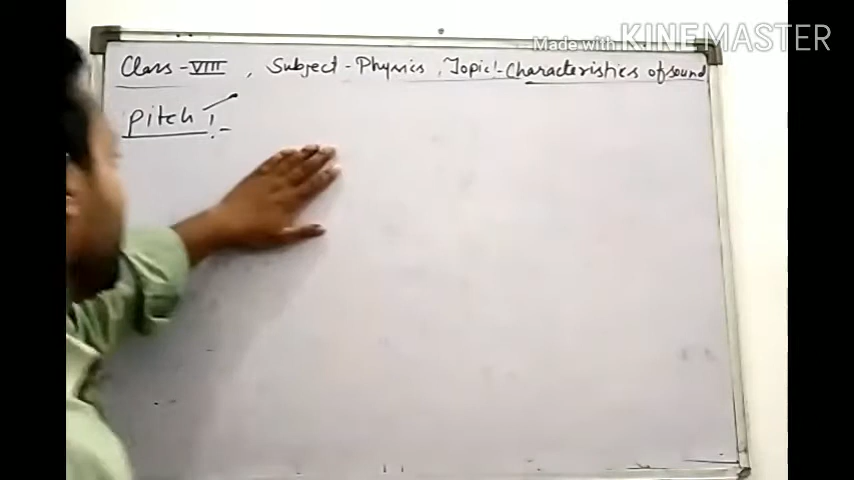 Made with KINEMASTER
Class - VIII , Subject - Physics , Topic:- Characteristics of sound
Pitch :-